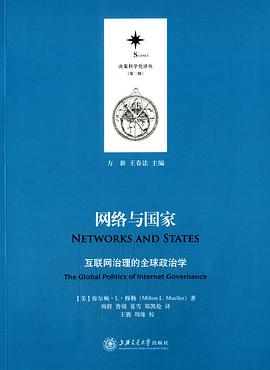 SCIENCE
决策科学化译丛
(第二辑)
方 新 王春法 主编
网络与国家
NETWORKS AND STATES
互联网治理的全球政治学
The Global Politics of Internet Governance
【美】弥尔顿·L·穆勒(Milton L. Mueller) 著
周程 鲁锐 夏雪 郑凯伦 译
王骏 周缘 校
上海交通大学出版社